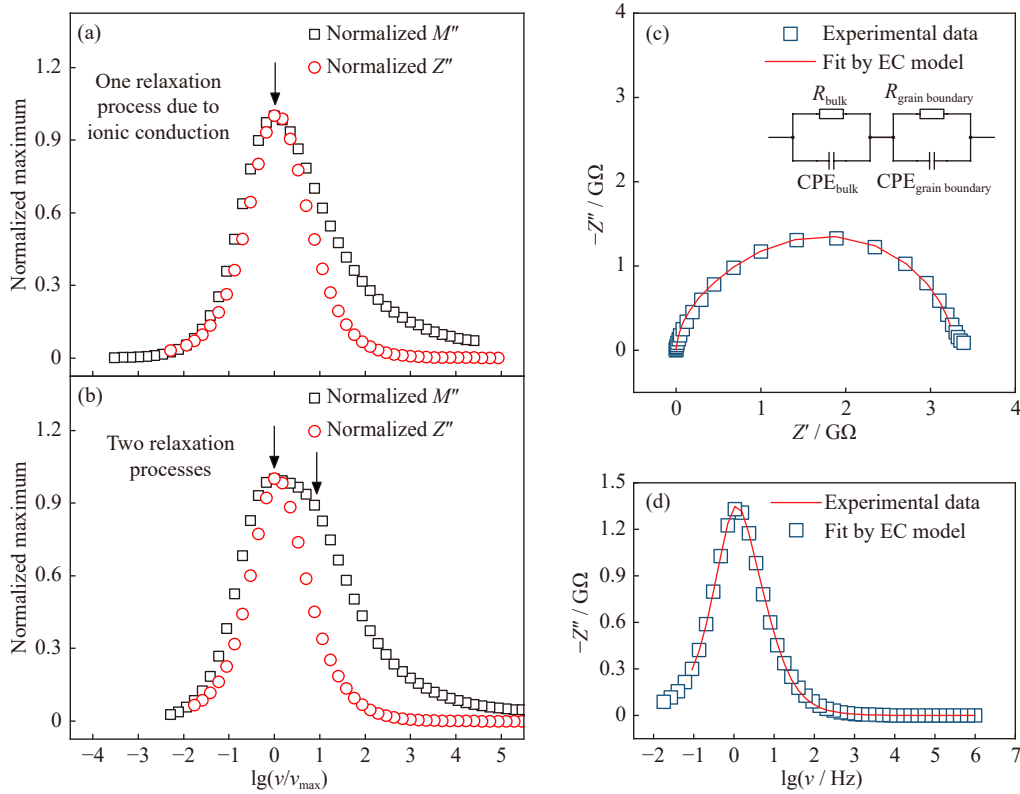 (a)
Normalized M″
Normalized Z″
One relaxation
process due to
ionic conduction
Normalized maximum
1.2
0.9
0.6
0.3
0
(b)
Normalized M″
Normalized Z″
Two relaxation
processes
Normalized maximum
1.2
0.9
0.6
0.3
0
−4 −3 −2 −1 0 1 2 3 4 5
lg(ν/νmax)
(c)
Experimental data
Fit by EC model
Rbulk Rgrain boundary
CPEbulk CPEgrain boundary
−Z″ / GΩ
−4
3
2
1
0
0 1 2 3 4
Z′ / GΩ
(d)
Experimental data
Fit by EC model
−Z″ / GΩ
1.5
1.2
0.9
0.6
0.3
0
−2 −1 0 1 2 3 4 5 6 7
lg(ν / Hz)